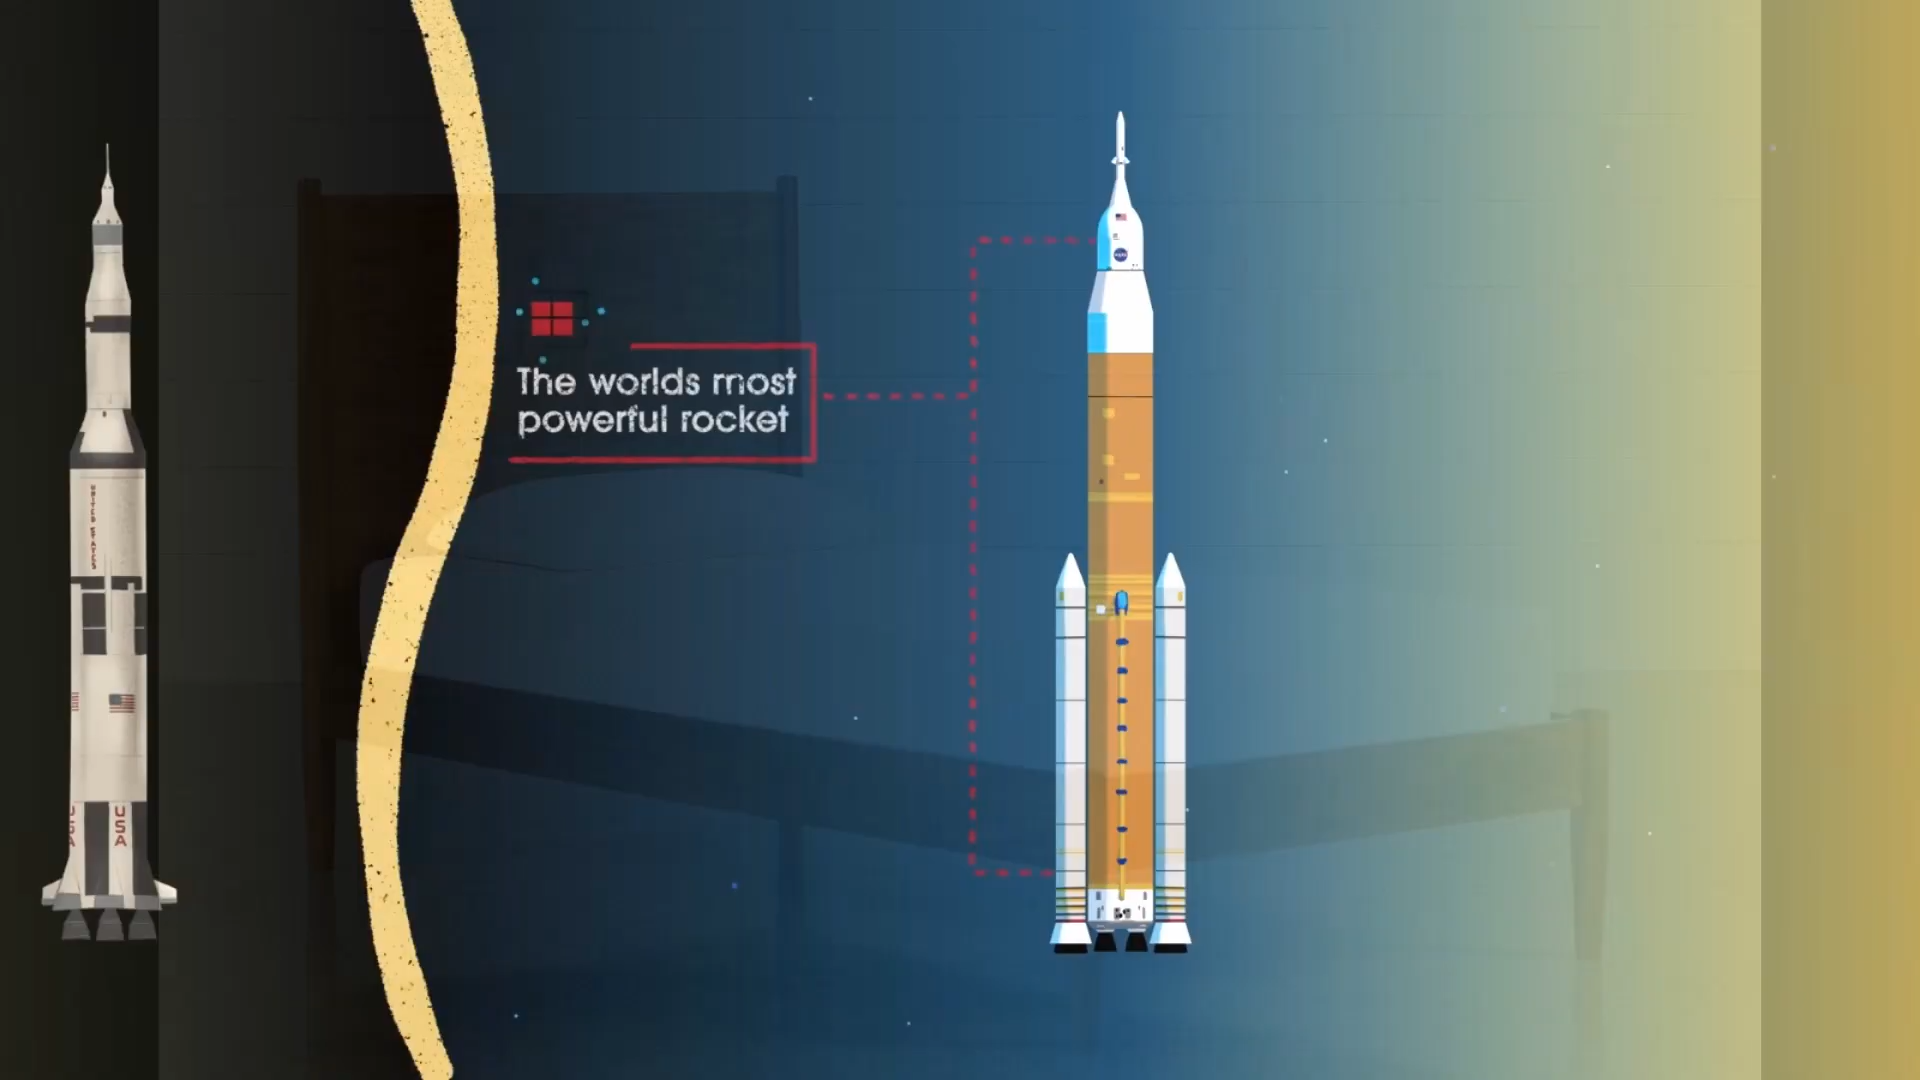 The worlds most
powerful rocket
UNITED STATES
USA
USA